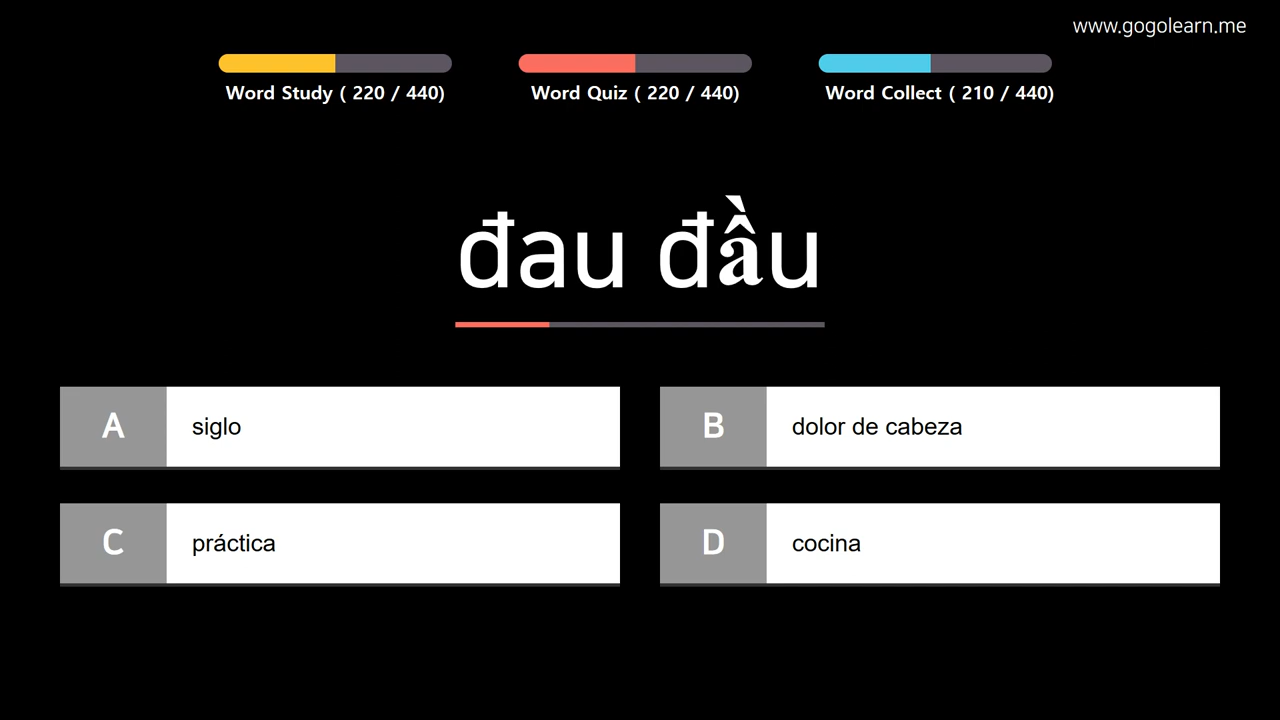 www.gogolearn.me
Word Study ( 220 / 440)
Word Quiz ( 220 / 440)
Word Collect ( 210 / 440)
đau đầu
A
siglo
B
dolor de cabeza
C
práctica
D
cocina